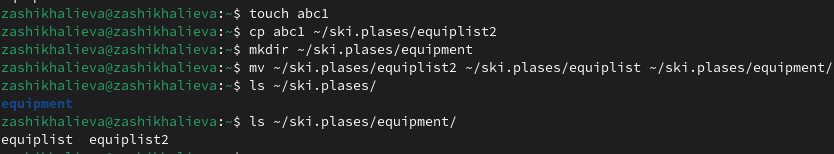 zashikhalieva@zashikhalieva:~$ touch abc1
zashikhalieva@zashikhalieva:~$ cp abc1 ~/ski.plases/equiplist2
zashikhalieva@zashikhalieva:~$ mkdir ~/ski.plases/equipment
zashikhalieva@zashikhalieva:~$ mv ~/ski.plases/equiplist2 ~/ski.plases/equiplist ~/ski.plases/equipment/
zashikhalieva@zashikhalieva:~$ ls ~/ski.plases/
equipment
zashikhalieva@zashikhalieva:~$ ls ~/ski.plases/equipment/
equiplist  equiplist2